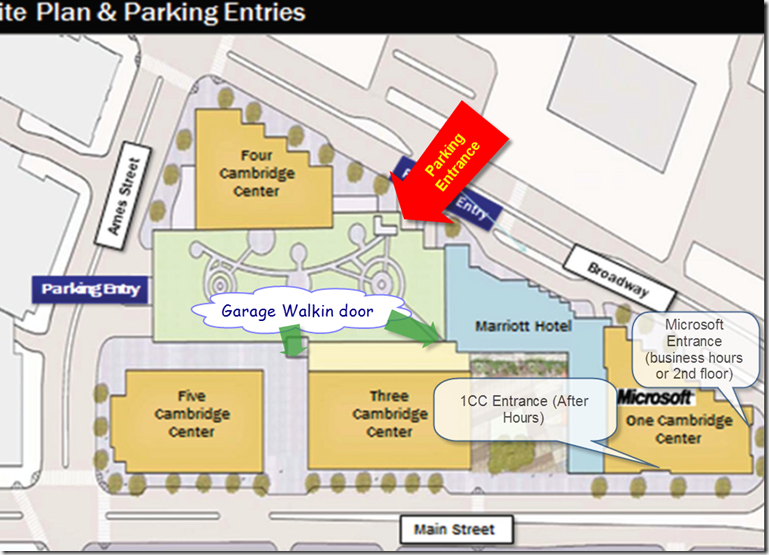 ite Plan & Parking Entries
Four
Cambridge
Center
Parking
Entrance
Entry
Ames Street
Parking Entry
Broadway
Garage Walkin door
Marriott Hotel
Microsoft
Entrance
(business hours
or 2nd floor)
Five
Cambridge
Center
Three
Cambridge
Center
1CC Entrance (After
Hours)
Microsoft
One Cambridge
Center
Main Street